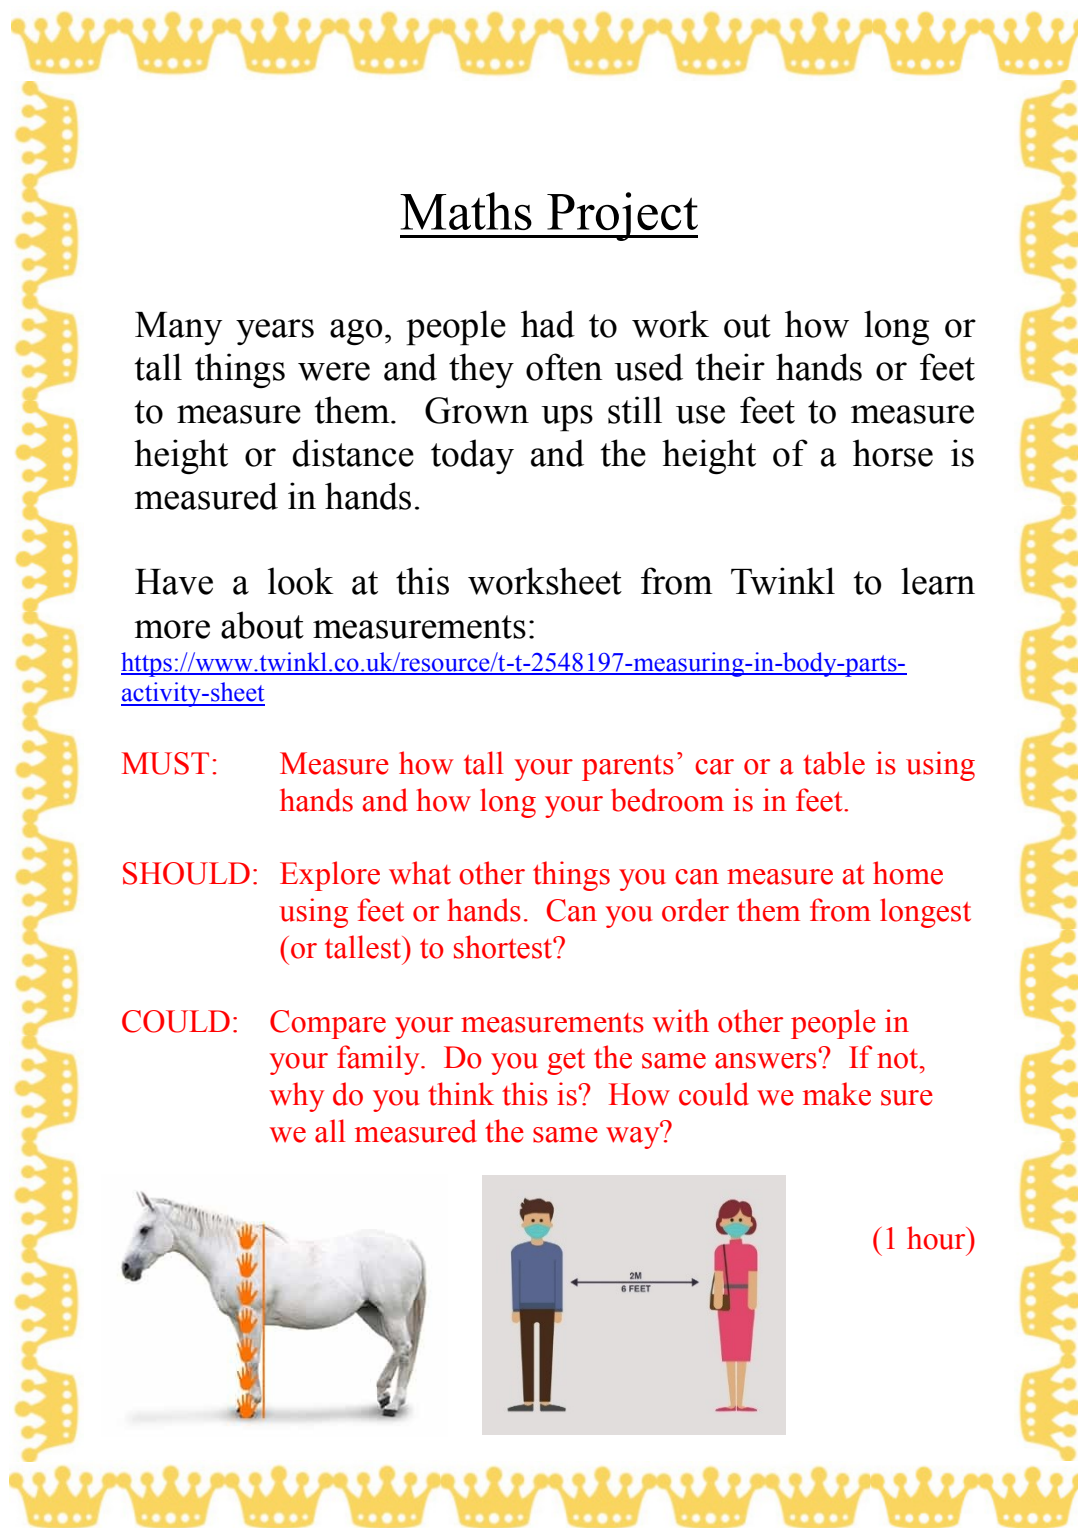 Maths Project
Many years ago, people had to work out how long or
tall things were and they often used their hands or feet
to measure them.  Grown ups still use feet to measure
height or distance today and the height of a horse is
measured in hands.
Have a look at this worksheet from Twinkl to learn
more about measurements:
https://www.twinkl.co.uk/resource/t-t-2548197-measuring-in-body-parts-
activity-sheet
MUST: Measure how tall your parents’ car or a table is using
hands and how long your bedroom is in feet.
SHOULD: Explore what other things you can measure at home
using feet or hands.  Can you order them from longest
(or tallest) to shortest?
COULD: Compare your measurements with other people in
your family.  Do you get the same answers?  If not,
why do you think this is?  How could we make sure
we all measured the same way?
(1 hour)
2M
6 FEET